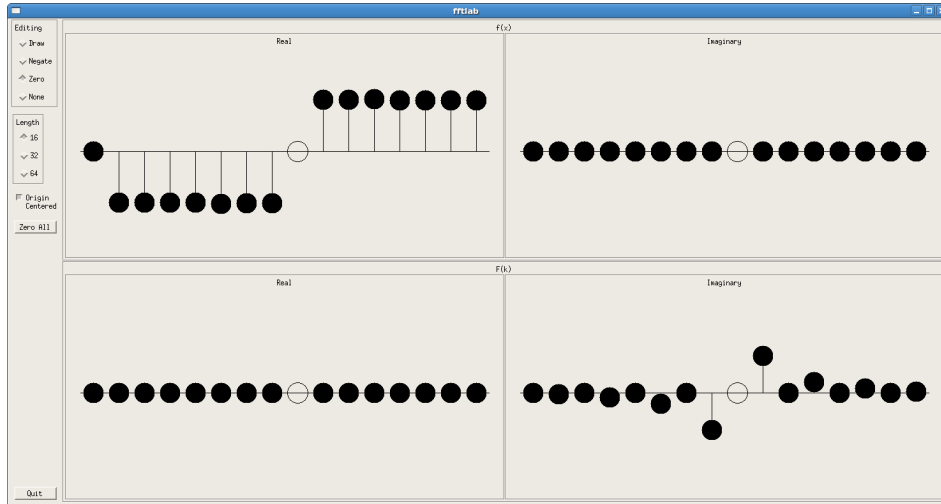 fftlab
Editing
Draw
Negate
Zero
None
Length
16
32
64
Origin
Centered
Zero All
Quit
f(x)
Real
Imaginary
F(k)
Real
Imaginary